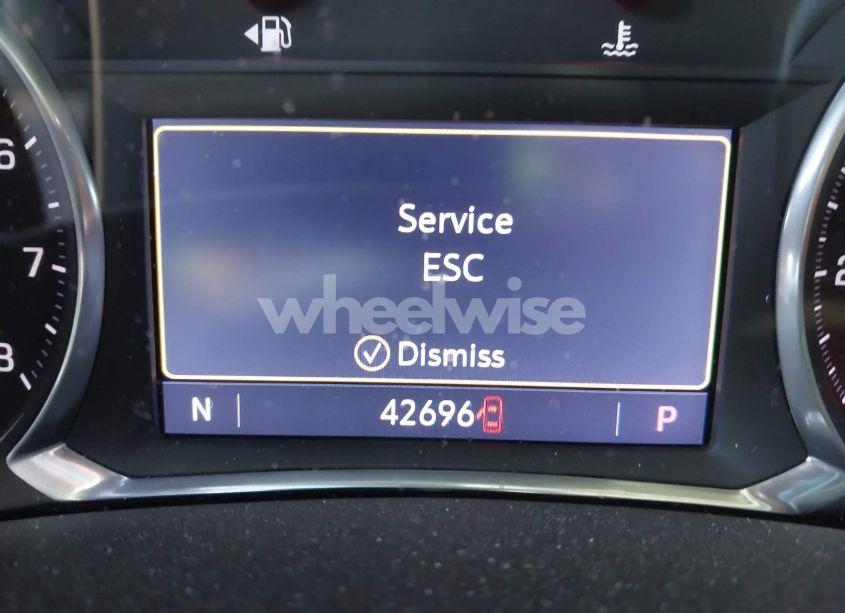 6
7
8
Service
ESC
wheelwise
Dismiss
N 42696 P